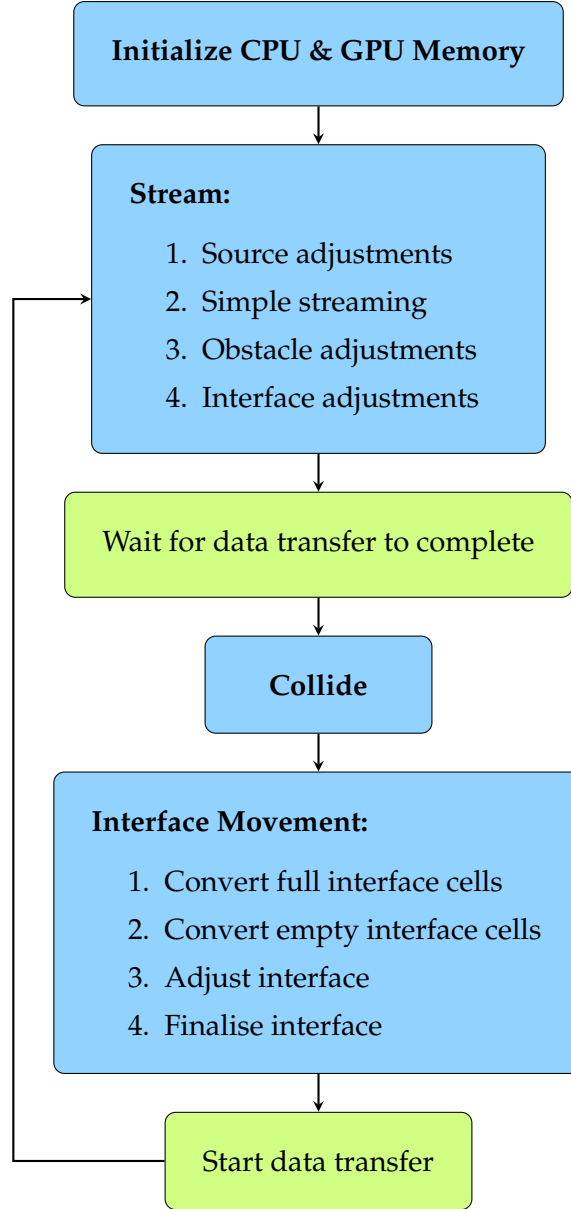 Initialize CPU & GPU Memory
Stream:
1. Source adjustments
2. Simple streaming
3. Obstacle adjustments
4. Interface adjustments
Wait for data transfer to complete
Collide
Interface Movement:
1. Convert full interface cells
2. Convert empty interface cells
3. Adjust interface
4. Finalise interface
Start data transfer